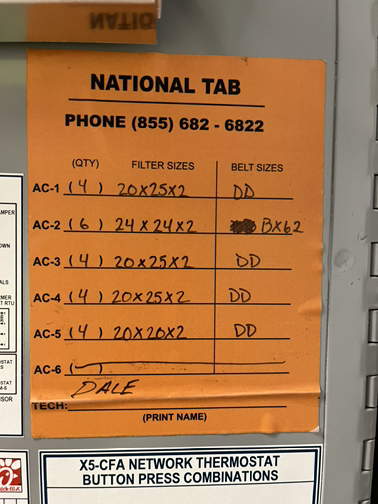 NATIONAL TAB
PHONE (855) 682 - 6822
(QTY) FILTER SIZES BELT SIZES
AC-1 (4) 20X25X2 DD
AC-2 (6) 24X24X2 BX62
AC-3 (4) 20X25X2 DD
AC-4 (4) 20X25X2 DD
AC-5 (4) 20X20X2 DD
AC-6 ( )
DALE
TECH:
(PRINT NAME)
X5-CFA NETWORK THERMOSTAT
BUTTON PRESS COMBINATIONS